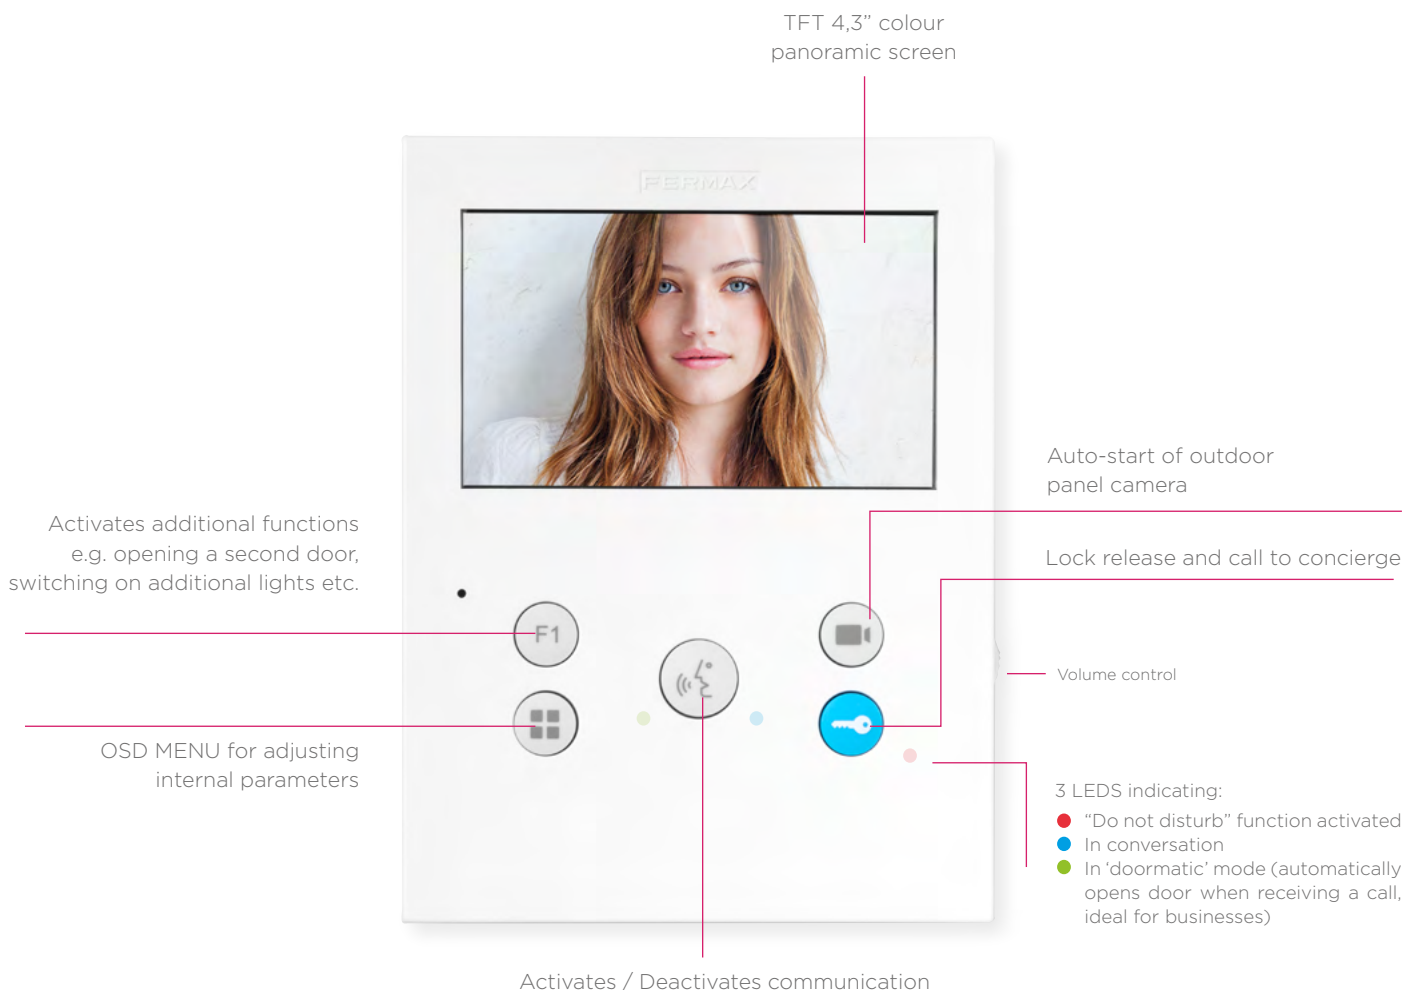 TFT 4,3” colour
panoramic screen
FERMAX
Auto-start of outdoor
panel camera
Activates additional functions
e.g. opening a second door,
switching on additional lights etc.
Lock release and call to concierge
F1
Volume control
OSD MENU for adjusting
internal parameters
3 LEDS indicating:
“Do not disturb” function activated
In conversation
In ‘doormatic’ mode (automatically
opens door when receiving a call,
ideal for businesses)
Activates / Deactivates communication